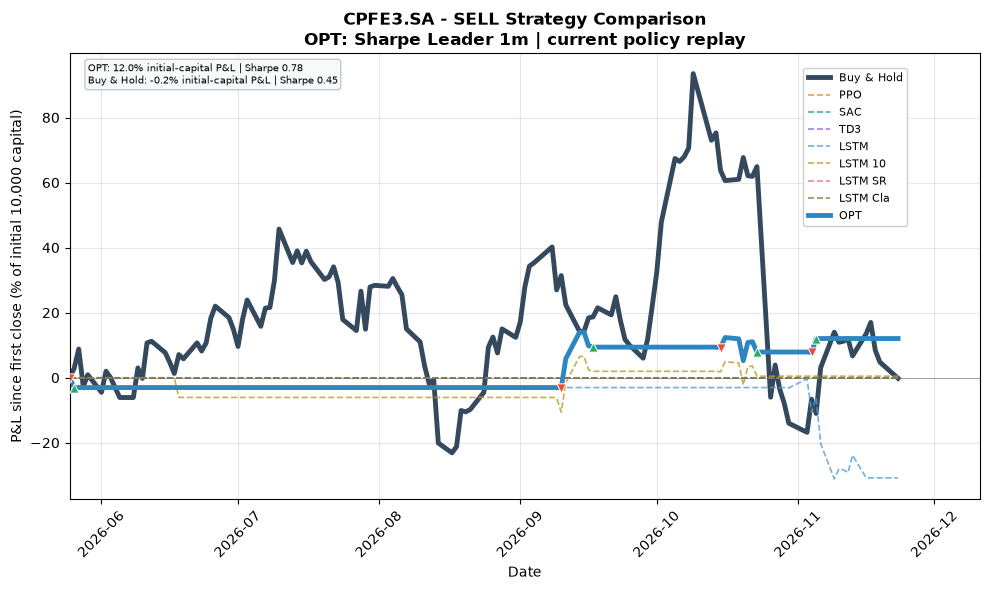 CPFE3.SA - SELL Strategy Comparison
OPT: Sharpe Leader 1m | current policy replay
OPT: 12.0% initial-capital P&L | Sharpe 0.78
Buy & Hold: -0.2% initial-capital P&L | Sharpe 0.45
Buy & Hold
PPO
SAC
TD3
LSTM
LSTM 10
LSTM SR
LSTM Cla
OPT
P&L since first close (% of initial 10,000 capital)
80
60
40
20
0
−20
2026-06
2026-07
2026-08
2026-09
2026-10
2026-11
2026-12
Date